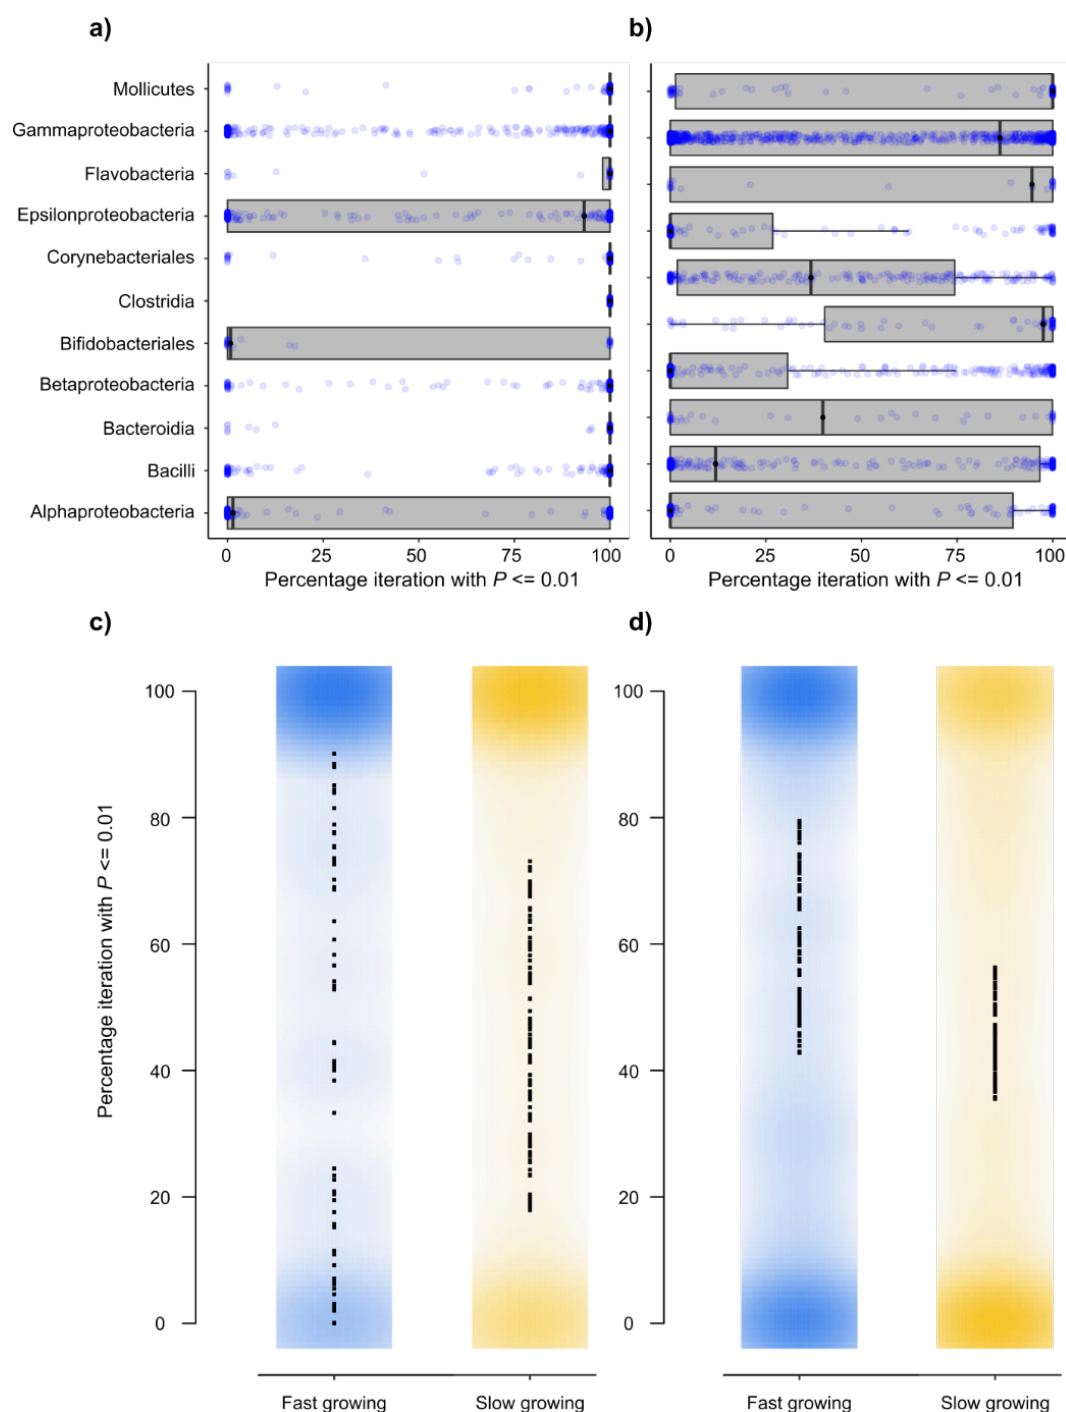 a)
b)
Mollicutes
Gammaproteobacteria
Flavobacteria
Epsilonproteobacteria
Corynebacteriales
Clostridia
Bifidobacteriales
Betaproteobacteria
Bacteroidia
Bacilli
Alphaproteobacteria
0 25 50 75 100
0 25 50 75 100
Percentage iteration with P <= 0.01
Percentage iteration with P <= 0.01
c)
d)
Percentage iteration with P <= 0.01
100
80
60
40
20
0
100
80
60
40
20
0
Fast growing
Slow growing
Fast growing
Slow growing